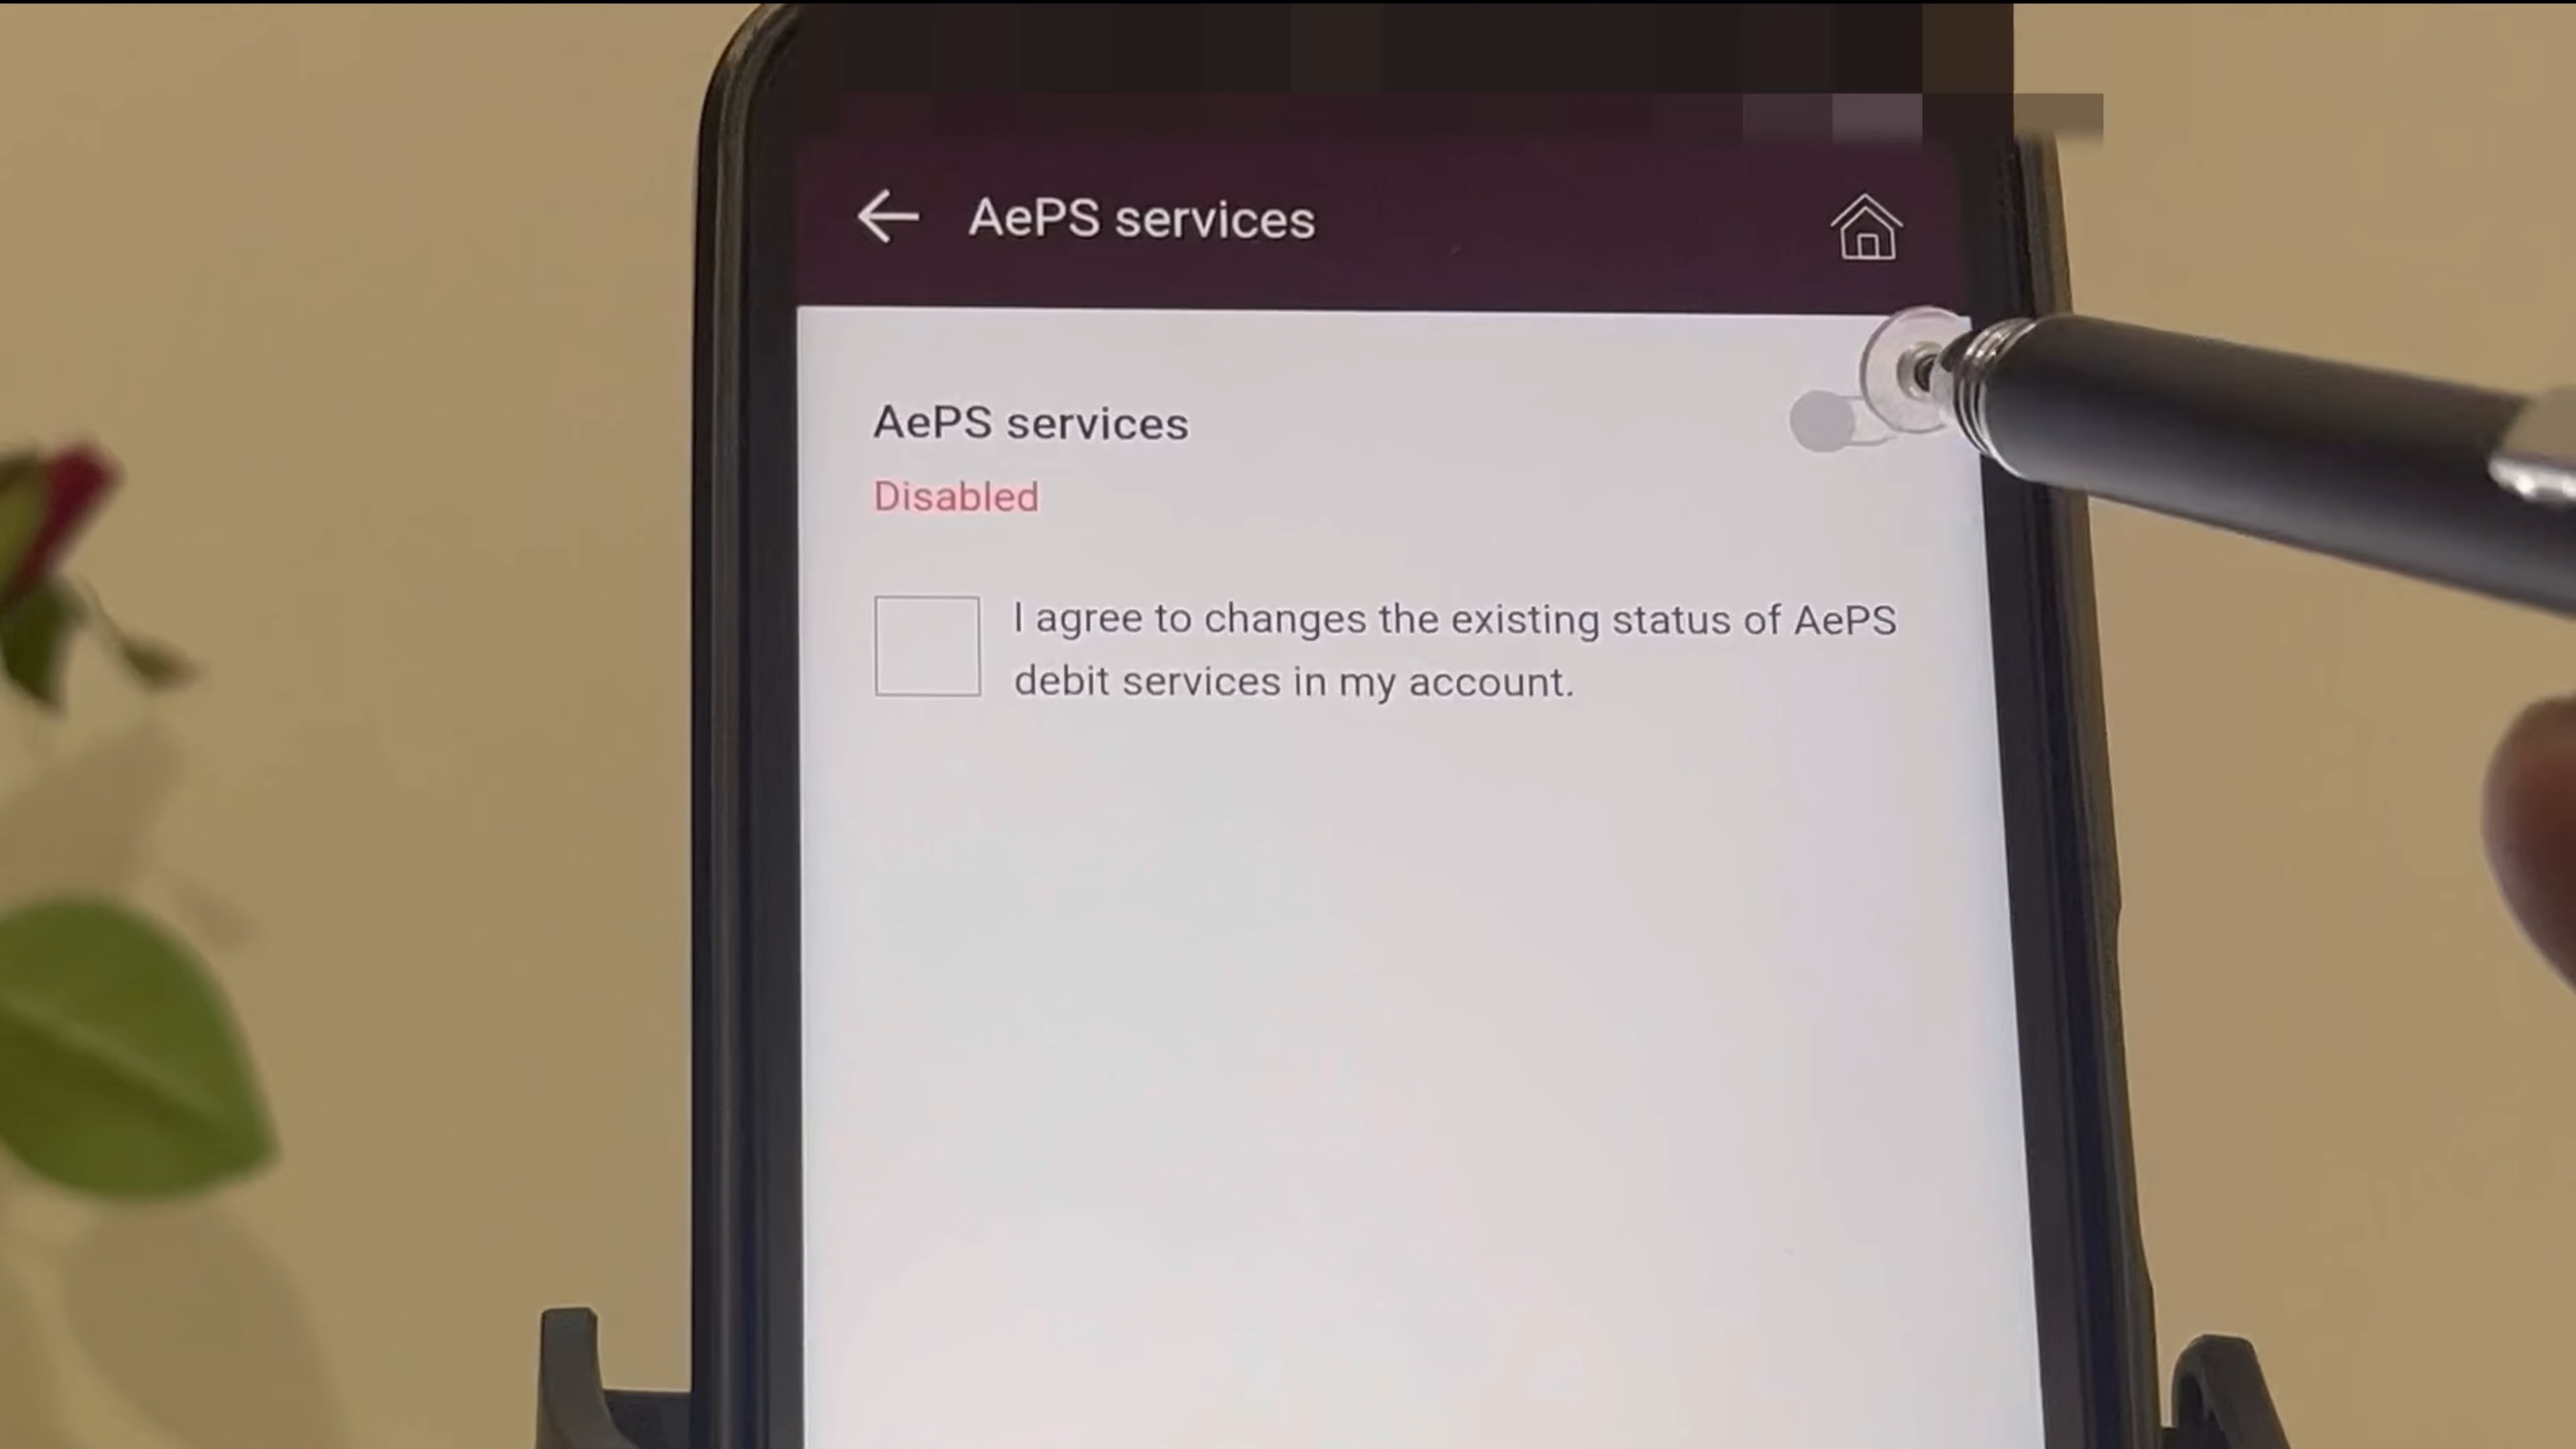 AePS services
AePS services
Disabled
I agree to changes the existing status of AePS
debit services in my account.